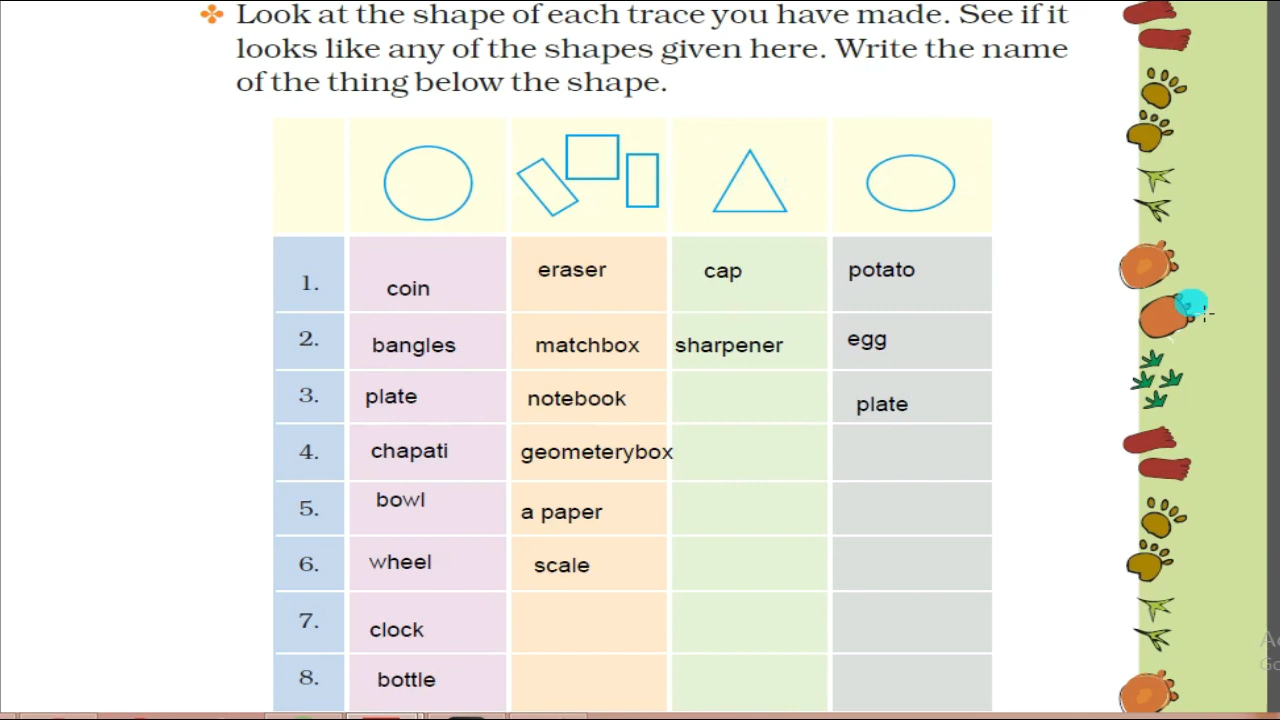 Look at the shape of each trace you have made. See if it
looks like any of the shapes given here. Write the name
of the thing below the shape.
1. coin eraser cap potato
2. bangles matchbox sharpener egg
3. plate notebook plate
4. chapati geometerybox
5. bowl a paper
6. wheel scale
7. clock
8. bottle